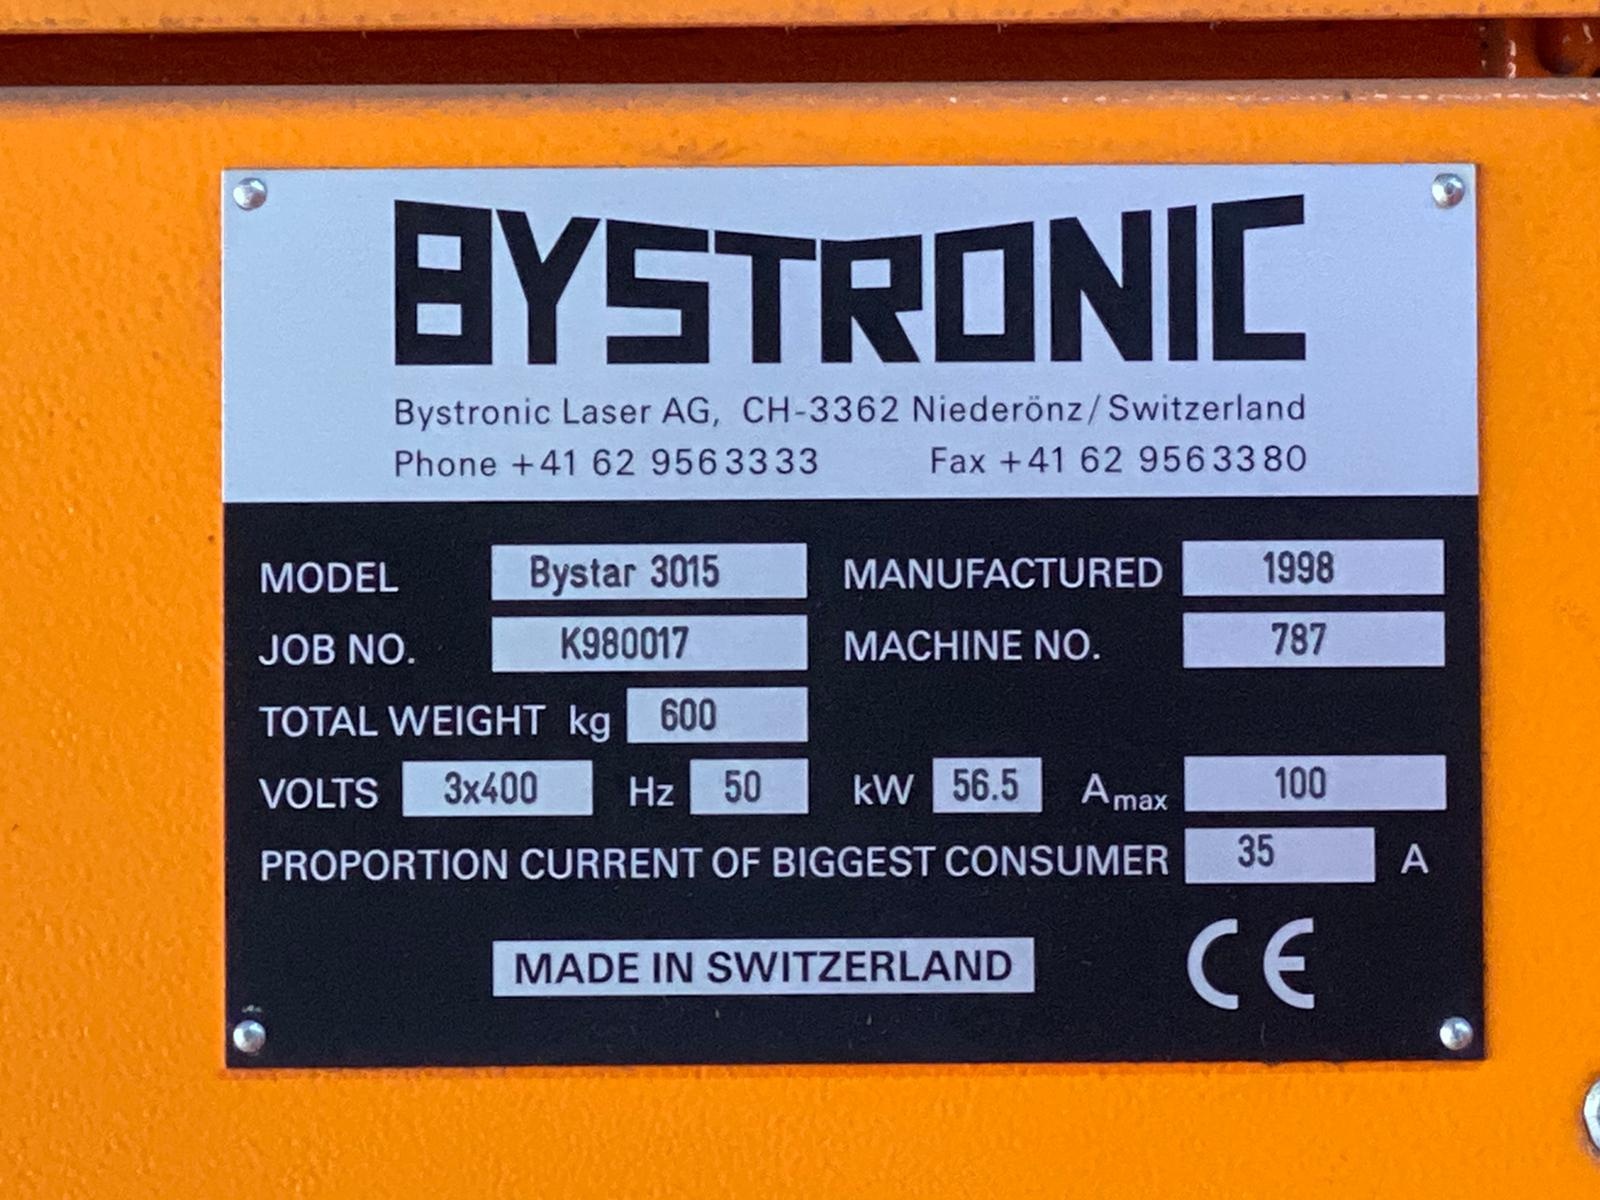 BYSTRONIC
Bystronic Laser AG, CH-3362 Niederönz/Switzerland
Phone +41 62 9563333 Fax +41 62 9563380
MODEL Bystar 3015 MANUFACTURED 1998
JOB NO. K980017 MACHINE NO. 787
TOTAL WEIGHT kg 600
VOLTS 3x400 Hz 50 kW 56.5 Amax 100
PROPORTION CURRENT OF BIGGEST CONSUMER 35 A
MADE IN SWITZERLAND CE